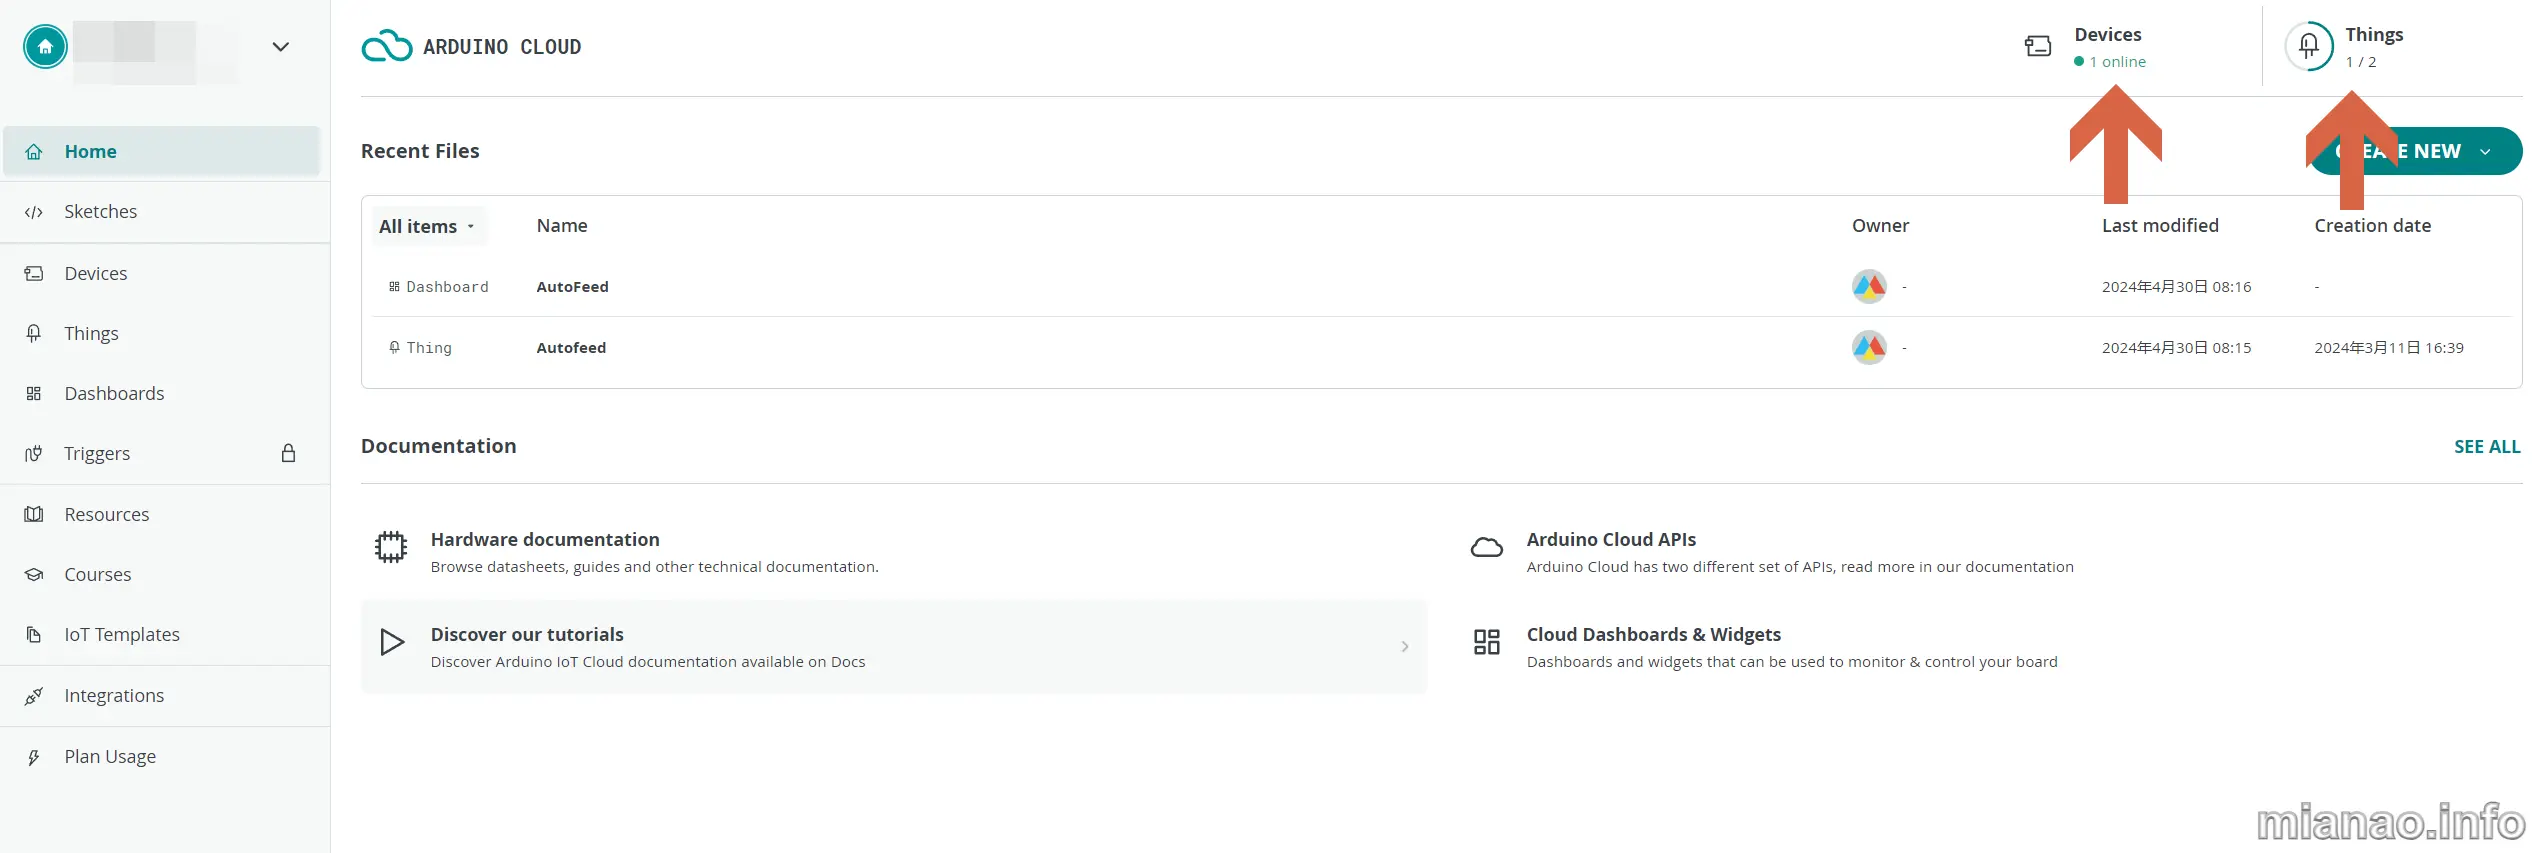 ARDUINO CLOUD
Devices
1 online
Things
1 / 2
Home
Sketches
Devices
Things
Dashboards
Triggers
Resources
Courses
IoT Templates
Integrations
Plan Usage
Recent Files
NEW
All items
Name
Owner
Last modified
Creation date
Dashboard
AutoFeed
-
2024年4月30日 08:16
-
Thing
Autofeed
-
2024年4月30日 08:15
2024年3月11日 16:39
Documentation
SEE ALL
Hardware documentation
Browse datasheets, guides and other technical documentation.
Arduino Cloud APIs
Arduino Cloud has two different set of APIs, read more in our documentation
Discover our tutorials
Discover Arduino IoT Cloud documentation available on Docs
Cloud Dashboards & Widgets
Dashboards and widgets that can be used to monitor & control your board
mianao.info